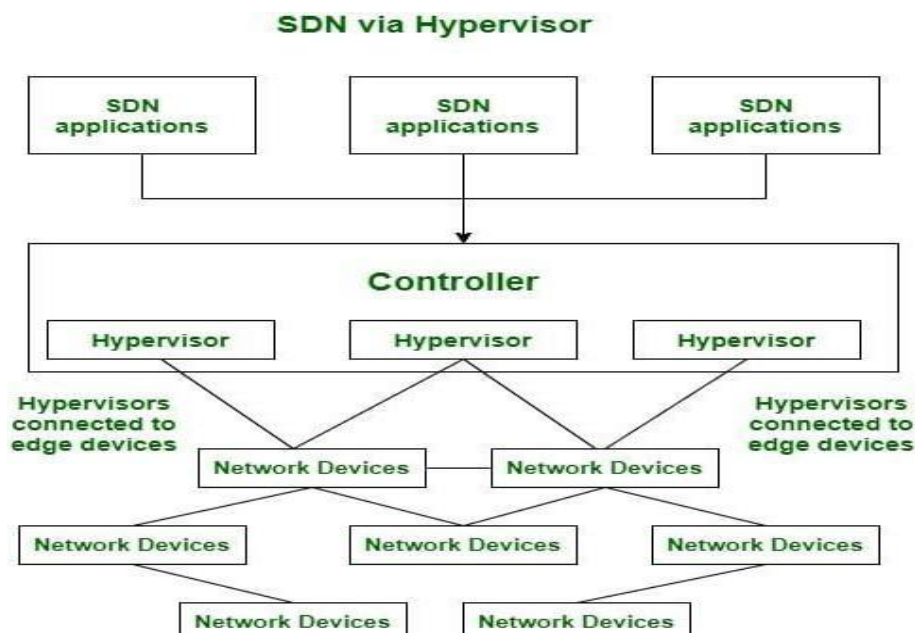 SDN via Hypervisor
SDN
applications
SDN
applications
SDN
applications
Controller
Hypervisor
Hypervisor
Hypervisor
Hypervisors
connected to
edge devices
Hypervisors
connected to
edge devices
Network Devices
Network Devices
Network Devices
Network Devices
Network Devices
Network Devices
Network Devices